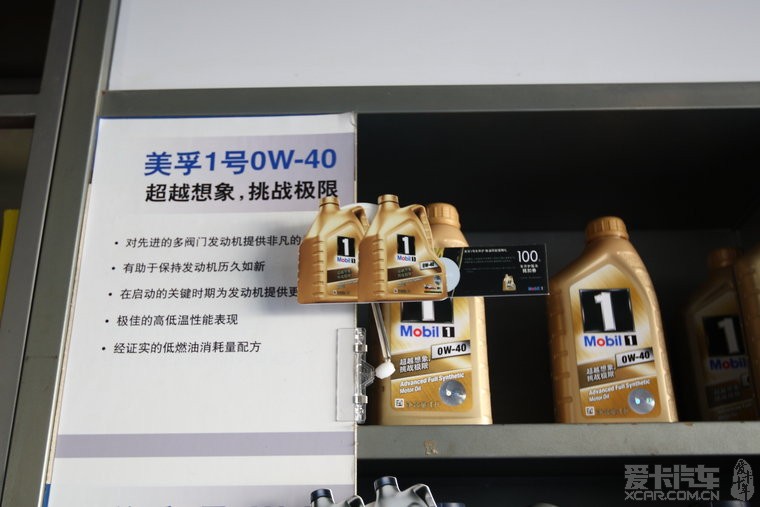 美孚1号0W-40
超越想象，挑战极限
• 对先进的多阀门发动机提供非凡的
• 有助于保持发动机历久如新
• 在启动的关键时期为发动机提供更
• 极佳的高低温性能表现
• 经证实的低燃油消耗量配方
1
1
100
Mobil 1
0W-40
超越想象，
挑战极限
Advanced Full Synthetic
Motor Oil
1
Mobil 1
0W-40
超越想象，
挑战极限
Advanced Full Synthetic
Motor Oil
爱卡汽车
XCAR.COM.CN